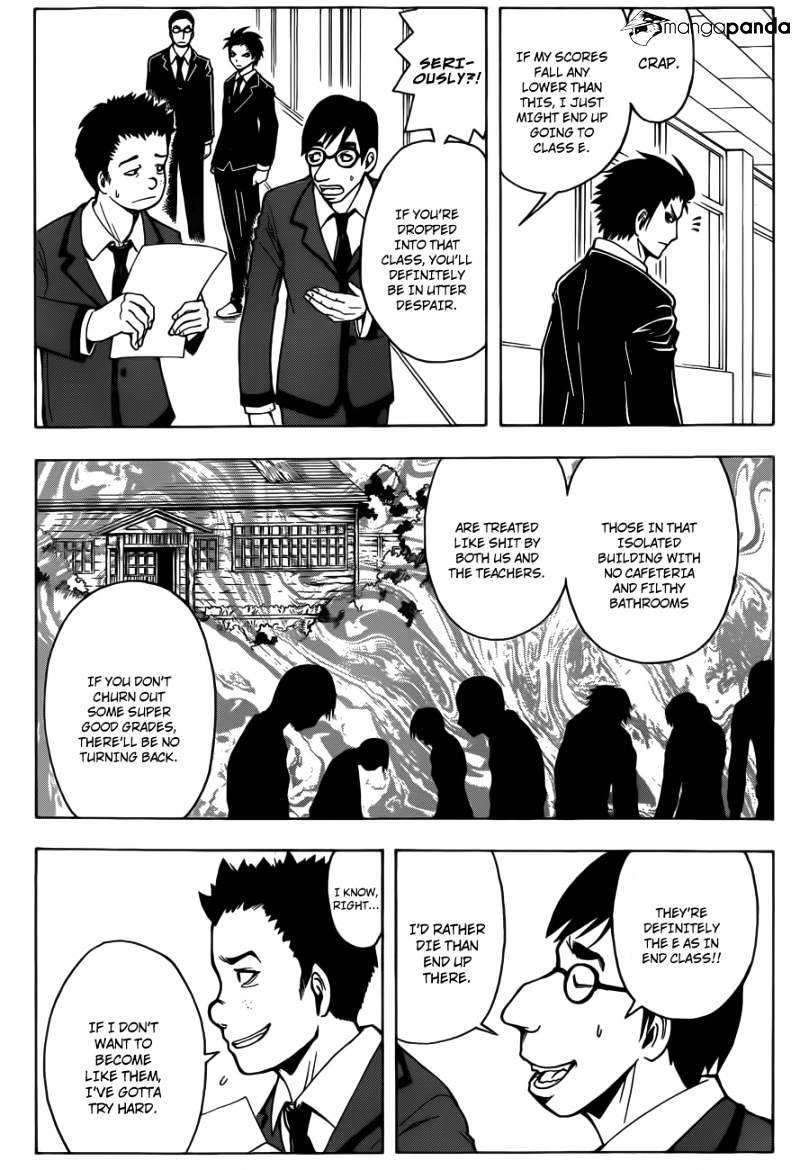 mangapanda
CRAP.
IF MY SCORES
FALL ANY
LOWER THAN
THIS, I JUST
MIGHT END UP
GOING TO
CLASS E.
SERI-
OUSLY?!
IF YOU'RE
DROPPED
INTO THAT
CLASS, YOU'LL
DEFINITELY
BE IN UTTER
DESPAIR.
THOSE IN THAT
ISOLATED
BUILDING WITH
NO CAFETERIA
AND FILTHY
BATHROOMS
ARE TREATED
LIKE SHIT BY
BOTH US AND
THE TEACHERS.
IF YOU DON'T
CHURN OUT
SOME SUPER
GOOD GRADES,
THERE'LL BE NO
TURNING BACK.
THEY'RE
DEFINITELY
THE E AS IN
END CLASS!!
I'D RATHER
DIE THAN
END UP
THERE.
I KNOW,
RIGHT...
IF I DON'T
WANT TO
BECOME
LIKE THEM,
I'VE GOTTA
TRY HARD.